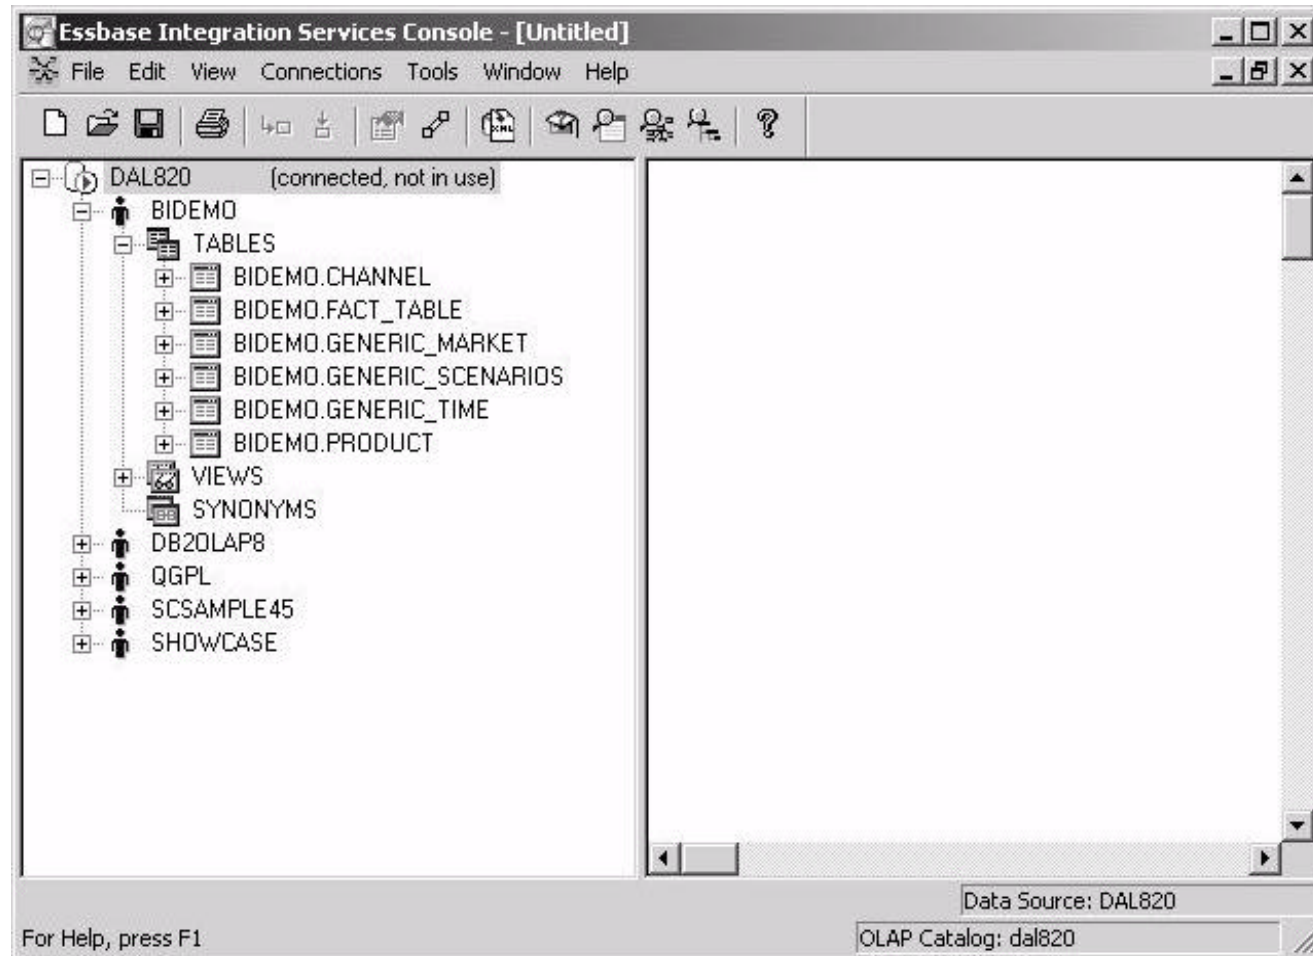 Essbase Integration Services Console - [Untitled]
File Edit View Connections Tools Window Help
XML
DAL820 (connected, not in use)
BIDEMO
TABLES
BIDEMO.CHANNEL
BIDEMO.FACT_TABLE
BIDEMO.GENERIC_MARKET
BIDEMO.GENERIC_SCENARIOS
BIDEMO.GENERIC_TIME
BIDEMO.PRODUCT
VIEWS
SYNONYMS
DB2OLAP8
QGPL
SCSAMPLE45
SHOWCASE
Data Source: DAL820
For Help, press F1 OLAP Catalog: dal820